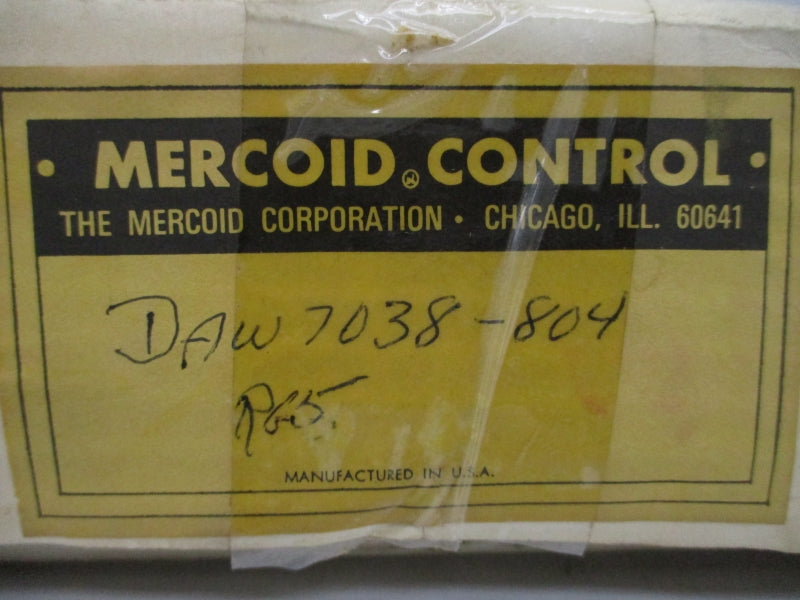 • MERCOID CONTROL •
THE MERCOID CORPORATION • CHICAGO, ILL. 60641
DAW 7038-804
MANUFACTURED IN U.S.A.